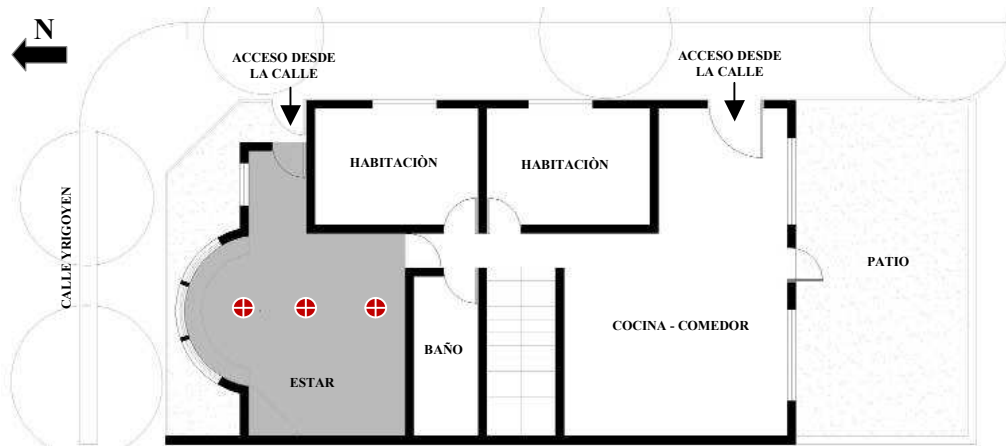 N
ACCESO DESDE
LA CALLE
ACCESO DESDE
LA CALLE
HABITACIÒN
HABITACIÒN
CALLE YRIGOYEN
PATIO
COCINA - COMEDOR
BAÑO
ESTAR